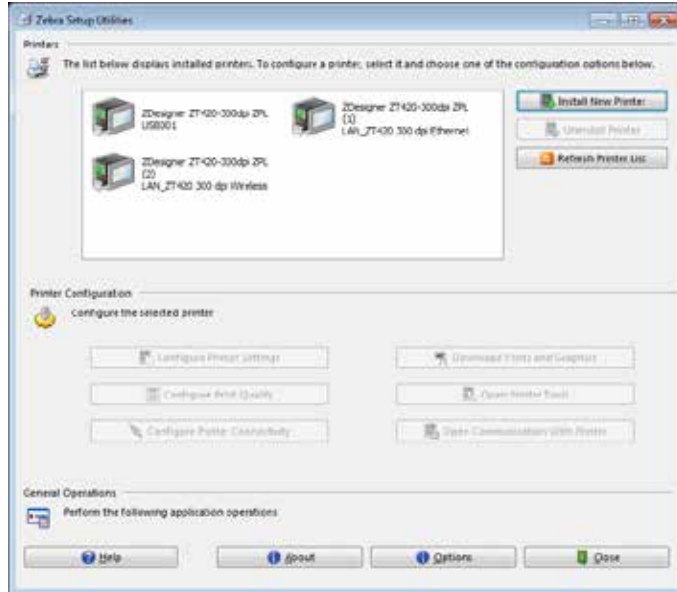 Zebra Setup Utilities
Printers
The list below displays installed printers. To configure a printer, select it and choose one of the configuration options below.
ZDesigner ZT420-300dpi ZPL
USB001
ZDesigner ZT420-300dpi ZPL
(1)
LAN_ZT420 300 dpi Ethernet
ZDesigner ZT420-300dpi ZPL
(2)
LAN_ZT420 300 dpi Wireless
Install New Printer
Uninstall Printer
Refresh Printer List
Printer Configuration
Configure the selected printer
Configure Printer Settings
Download Fonts and Graphics
Configure Print Quality
Open Printer Tools
Configure Printer Connectivity
Open Communication With Printer
General Operations
Perform the following application operations
Help
About
Options
Close